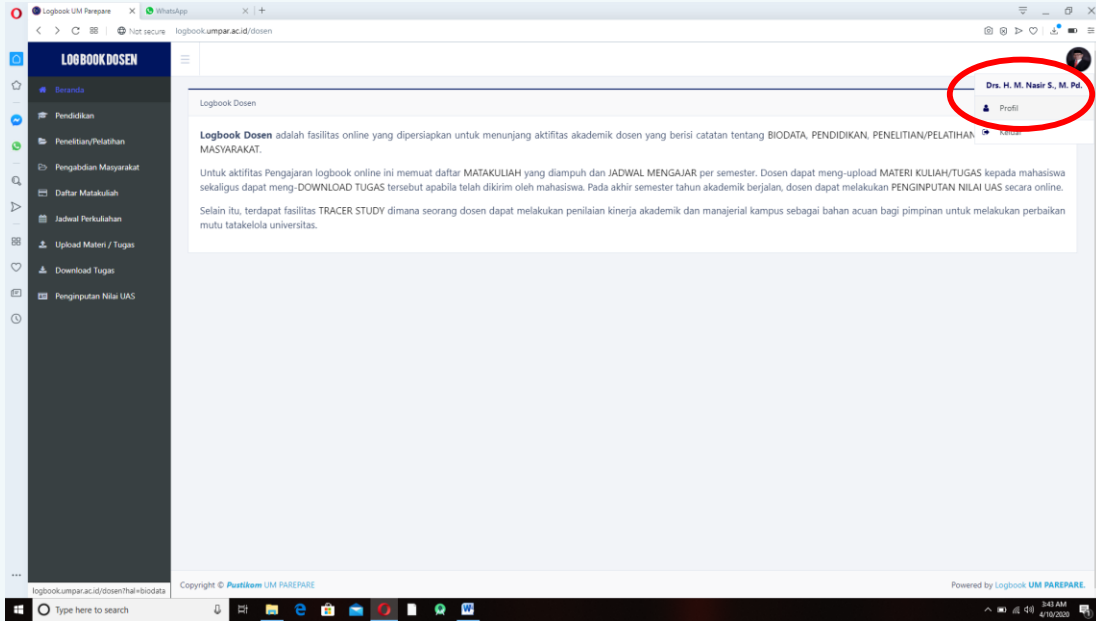 Logbook UM Parepare
WhatsApp
Not secure
logbook.umpar.ac.id/dosen
LOGBOOK DOSEN
Beranda
Pendidikan
Penelitian/Pelatihan
Pengabdian Masyarakat
Daftar Matakuliah
Jadwal Perkuliahan
Upload Materi / Tugas
Download Tugas
Penginputan Nilai UAS
Drs. H. M. Nasir S., M. Pd.
Profil
Keluar
Logbook Dosen
Logbook Dosen adalah fasilitas online yang dipersiapkan untuk menunjang aktifitas akademik dosen yang berisi catatan tentang BIODATA, PENDIDIKAN, PENELITIAN/PELATIHAN
MASYARAKAT.
Untuk aktifitas Pengajaran logbook online ini memuat daftar MATAKULIAH yang diampuh dan JADWAL MENGAJAR per semester. Dosen dapat meng-upload MATERI KULIAH/TUGAS kepada mahasiswa
sekaligus dapat meng-DOWNLOAD TUGAS tersebut apabila telah dikirim oleh mahasiswa. Pada akhir semester tahun akademik berjalan, dosen dapat melakukan PENGINPUTAN NILAI UAS secara online.
Selain itu, terdapat fasilitas TRACER STUDY dimana seorang dosen dapat melakukan penilaian kinerja akademik dan manajerial kampus sebagai bahan acuan bagi pimpinan untuk melakukan perbaikan
mutu tatakelola universitas.
Copyright © Pustikom UM PAREPARE
Powered by Logbook UM PAREPARE.
logbook.umpar.ac.id/dosen?hal=biodata
Type here to search
3:43 AM
4/10/2020